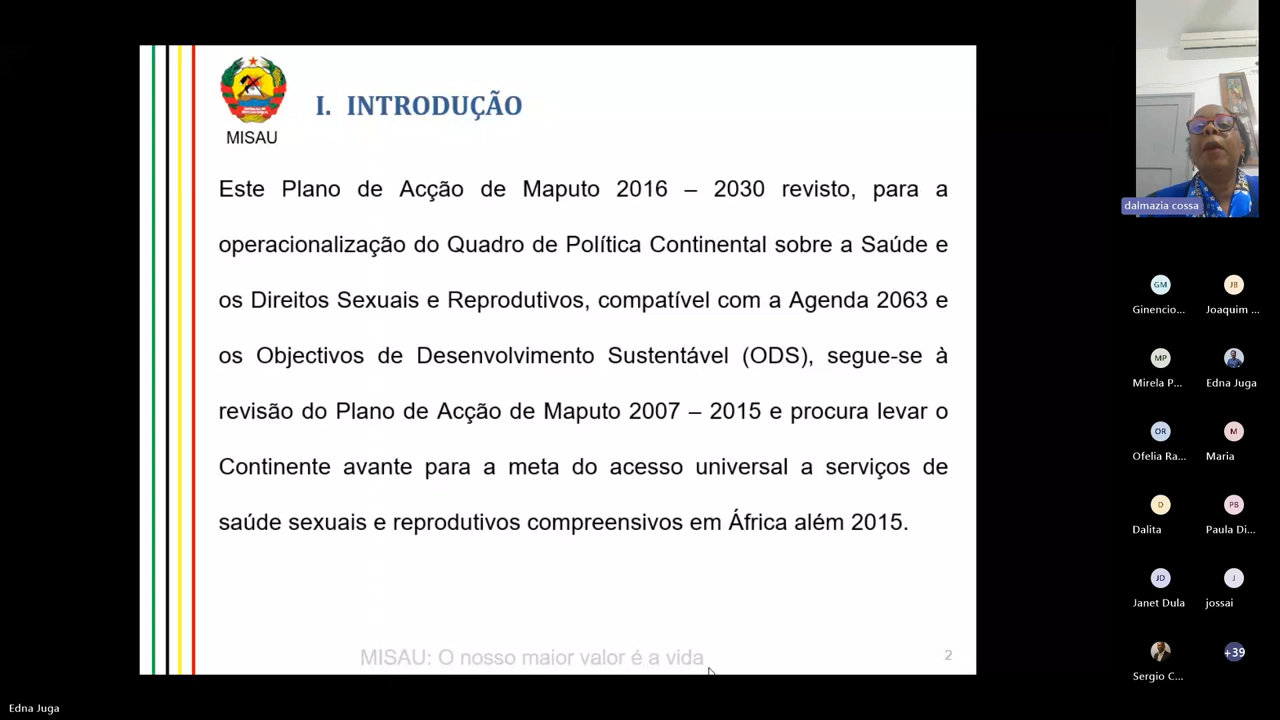 I. INTRODUÇÃO
MISAU
Este Plano de Acção de Maputo 2016 – 2030 revisto, para a
operacionalização do Quadro de Política Continental sobre a Saúde e
os Direitos Sexuais e Reprodutivos, compatível com a Agenda 2063 e
os Objectivos de Desenvolvimento Sustentável (ODS), segue-se à
revisão do Plano de Acção de Maputo 2007 – 2015 e procura levar o
Continente avante para a meta do acesso universal a serviços de
saúde sexuais e reprodutivos compreensivos em África além 2015.
MISAU: O nosso maior valor é a vida
2
dalmazia cossa
GM
JB
Ginencio...
Joaquim ...
MP
Mirela P...
Edna Juga
OR
M
Ofelia Ra...
Maria
D
PB
Dalita
Paula Di...
JD
J
Janet Dula
jossai
+39
Sergio C...
Edna Juga